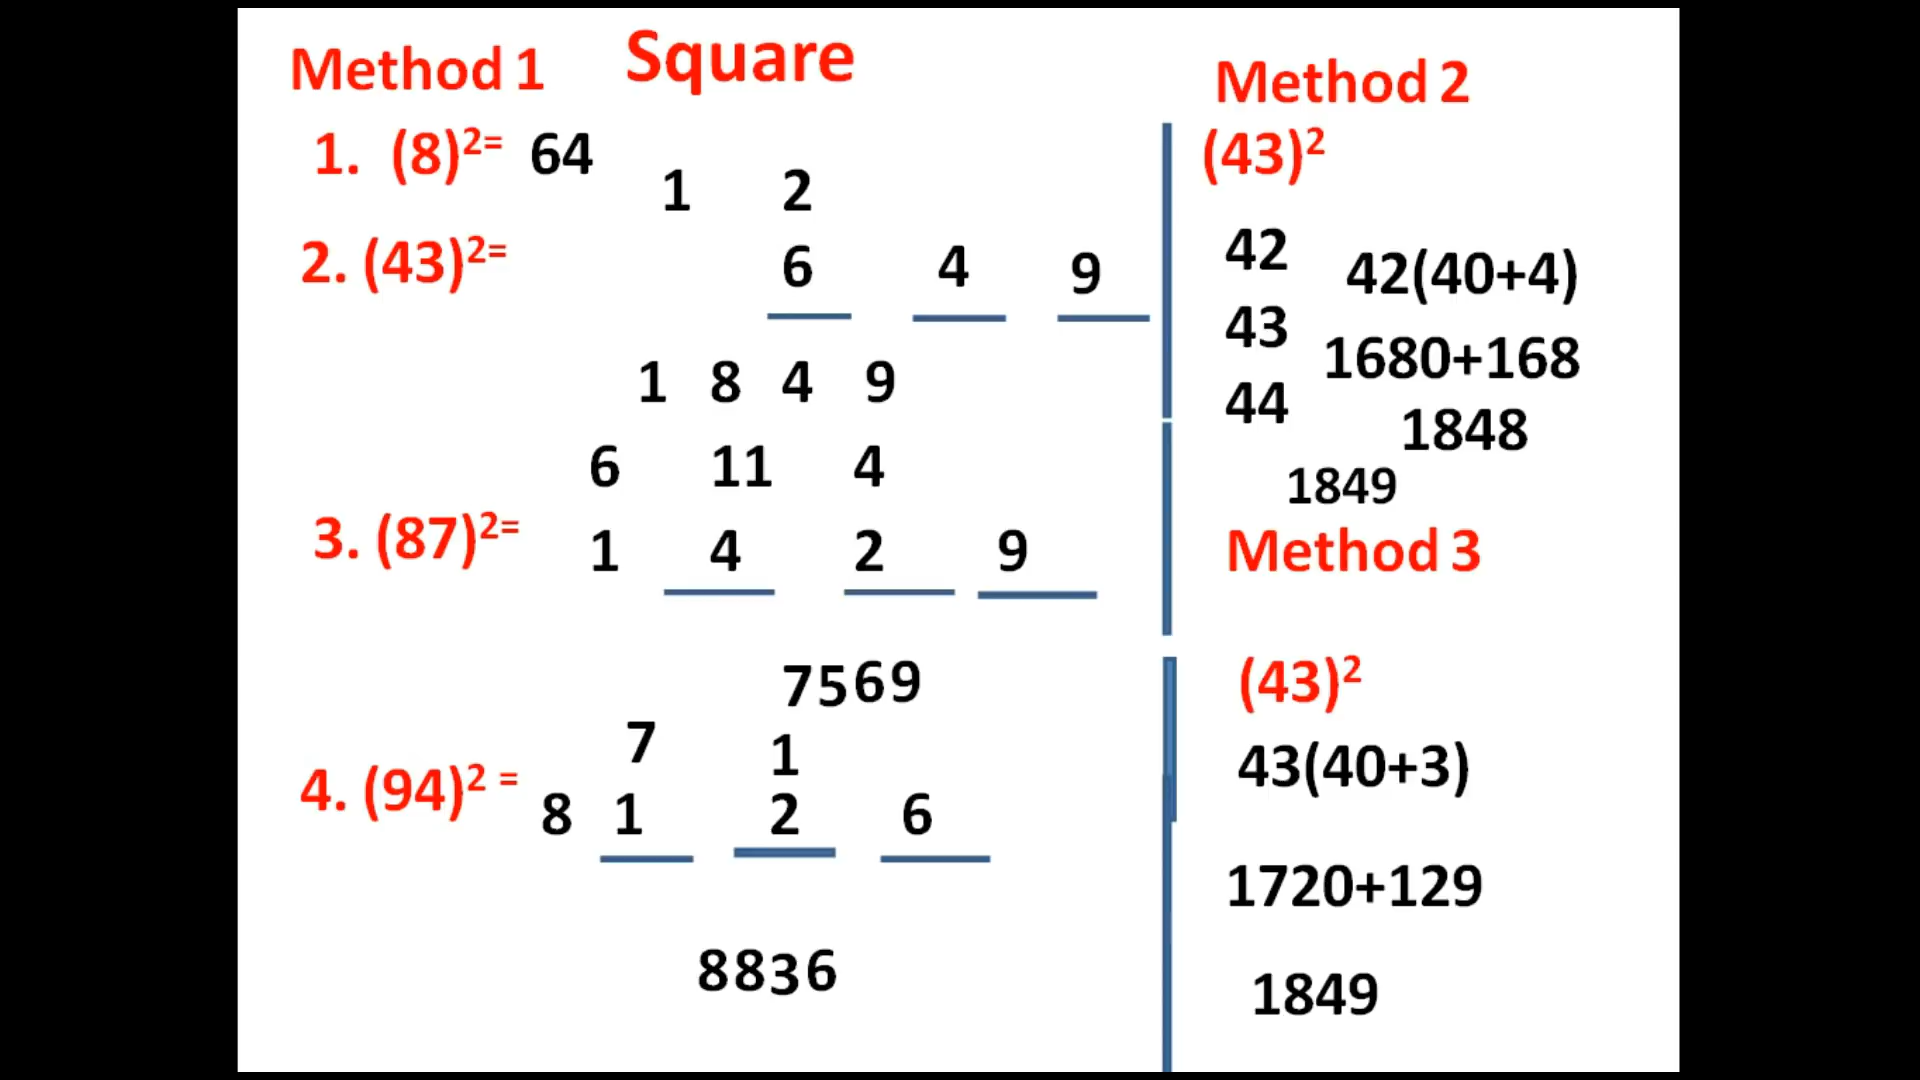 Square
Method 1
1. (8)²= 64
1 2
2. (43)²= 6 4 9
1 8 4 9
6 11 4
3. (87)²= 1 4 2 9
7569
7 1
4. (94)² = 8 1 2 6
8836
Method 2
(43)²
42
42(40+4)
43
1680+168
44
1848
1849
Method 3
(43)²
43(40+3)
1720+129
1849